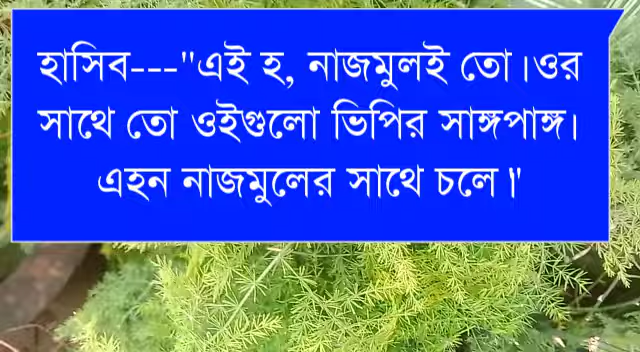 হাসিব---"এই হ, নাজমুলই তো।ওর
সাথে তো ওইগুলো ভিপির সাঙ্গপাঙ্গ।
এহন নাজমুলের সাথে চলে।"